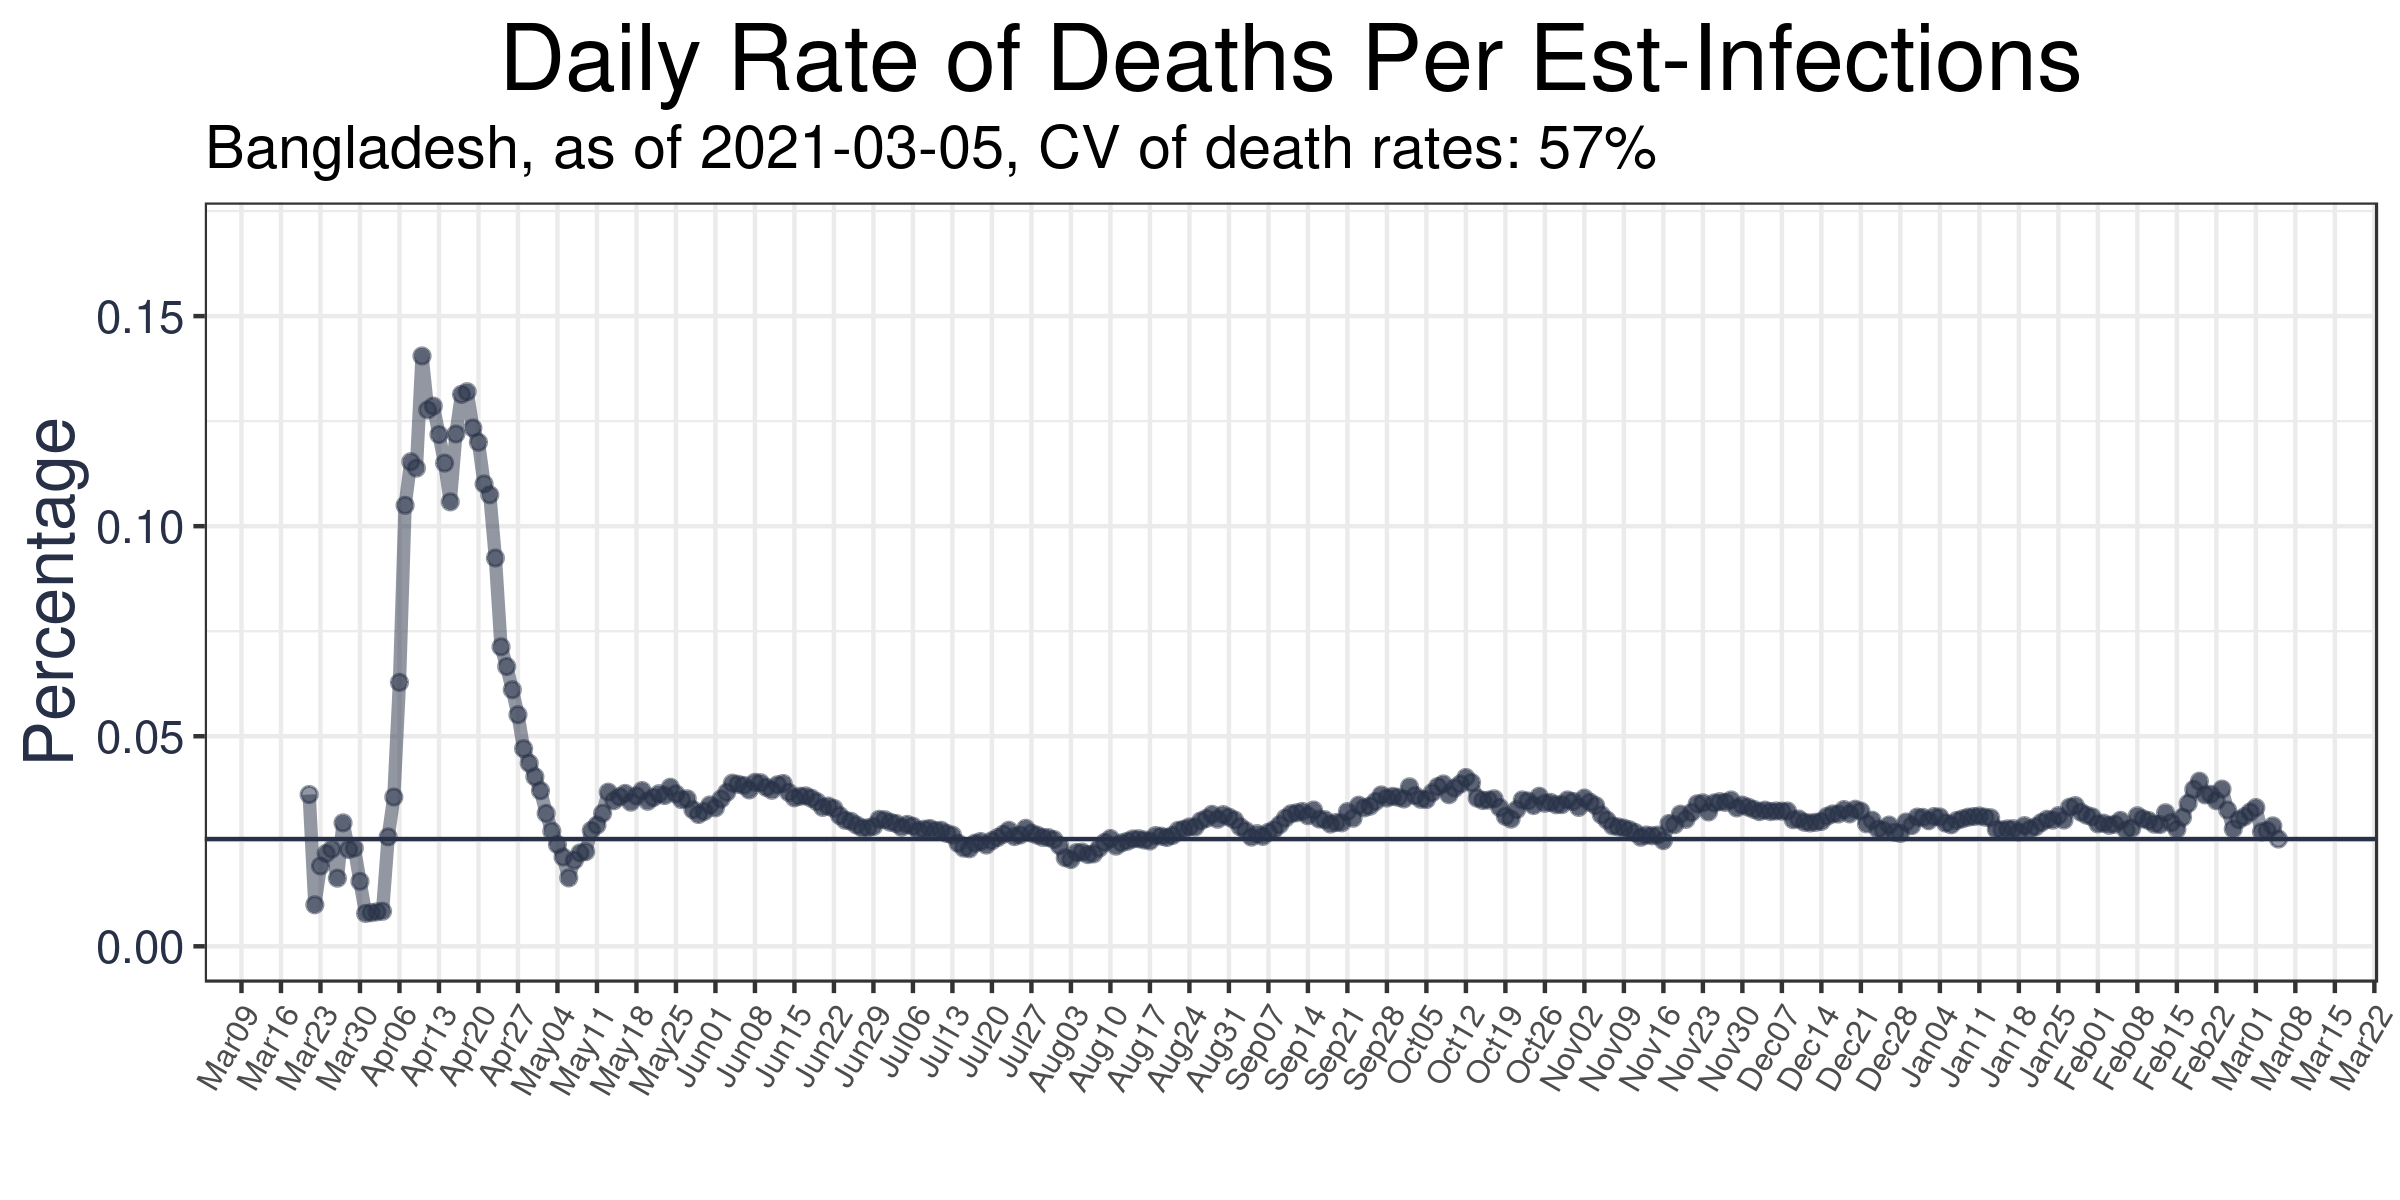 Daily Rate of Deaths Per Est-Infections
Bangladesh, as of 2021-03-05, CV of death rates: 57%
Percentage
0.15
0.10
0.05
0.00
Mar09 Mar16 Mar23 Mar30 Apr06 Apr13 Apr20 Apr27 May04 May11 May18 May25 Jun01 Jun08 Jun15 Jun22 Jun29 Jul06 Jul13 Jul20 Jul27 Aug03 Aug10 Aug17 Aug24 Aug31 Sep07 Sep14 Sep21 Sep28 Oct05 Oct12 Oct19 Oct26 Nov02 Nov09 Nov16 Nov23 Nov30 Dec07 Dec14 Dec21 Dec28 Jan04 Jan11 Jan18 Jan25 Feb01 Feb08 Feb15 Feb22 Mar01 Mar08 Mar15 Mar22